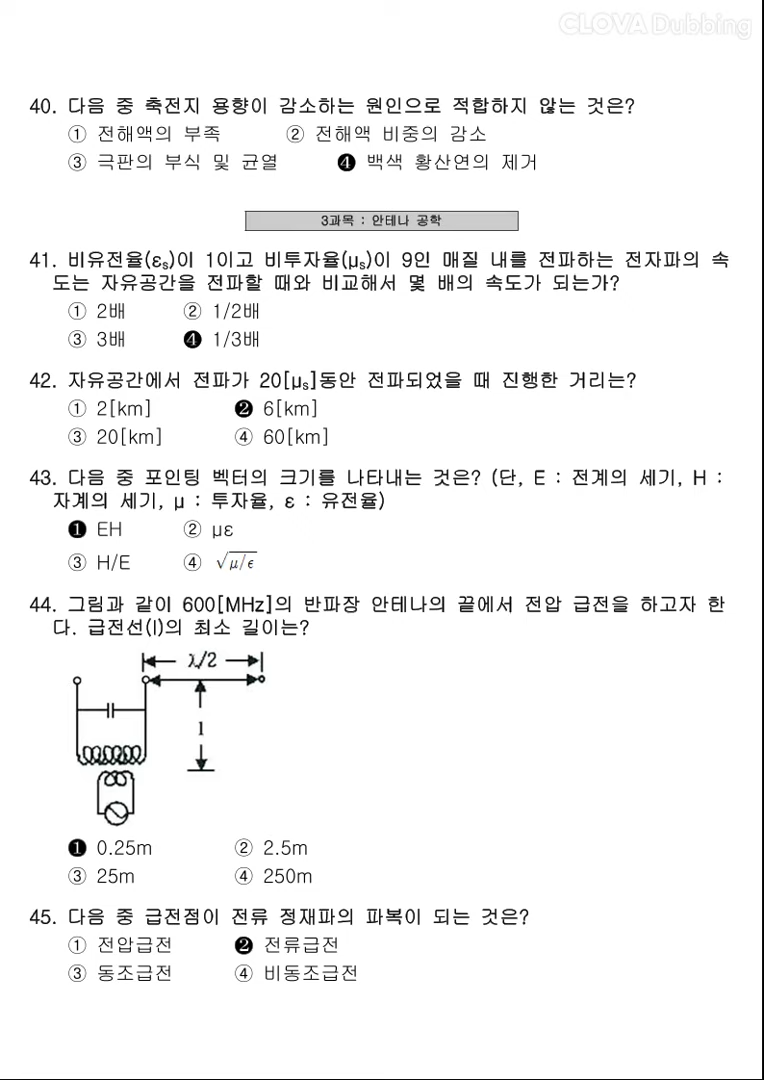 CLOVA Dubbing
40. 다음 중 축전지 용향이 감소하는 원인으로 적합하지 않는 것은?
① 전해액의 부족 ② 전해액 비중의 감소
③ 극판의 부식 및 균열 ❹ 백색 황산연의 제거
3과목 : 안테나 공학
41. 비유전율(εs)이 1이고 비투자율(μs)이 9인 매질 내를 전파하는 전자파의 속
도는 자유공간을 전파할 때와 비교해서 몇 배의 속도가 되는가?
① 2배 ② 1/2배
③ 3배 ❹ 1/3배
42. 자유공간에서 전파가 20[μs]동안 전파되었을 때 진행한 거리는?
① 2[km] ❷ 6[km]
③ 20[km] ④ 60[km]
43. 다음 중 포인팅 벡터의 크기를 나타내는 것은? (단, E : 전계의 세기, H :
자계의 세기, μ : 투자율, ε : 유전율)
❶ EH ② με
③ H/E ④ √μ/ϵ
44. 그림과 같이 600[MHz]의 반파장 안테나의 끝에서 전압 급전을 하고자 한
다. 급전선(l)의 최소 길이는?
λ/2
l
❶ 0.25m ② 2.5m
③ 25m ④ 250m
45. 다음 중 급전점이 전류 정재파의 파복이 되는 것은?
① 전압급전 ❷ 전류급전
③ 동조급전 ④ 비동조급전